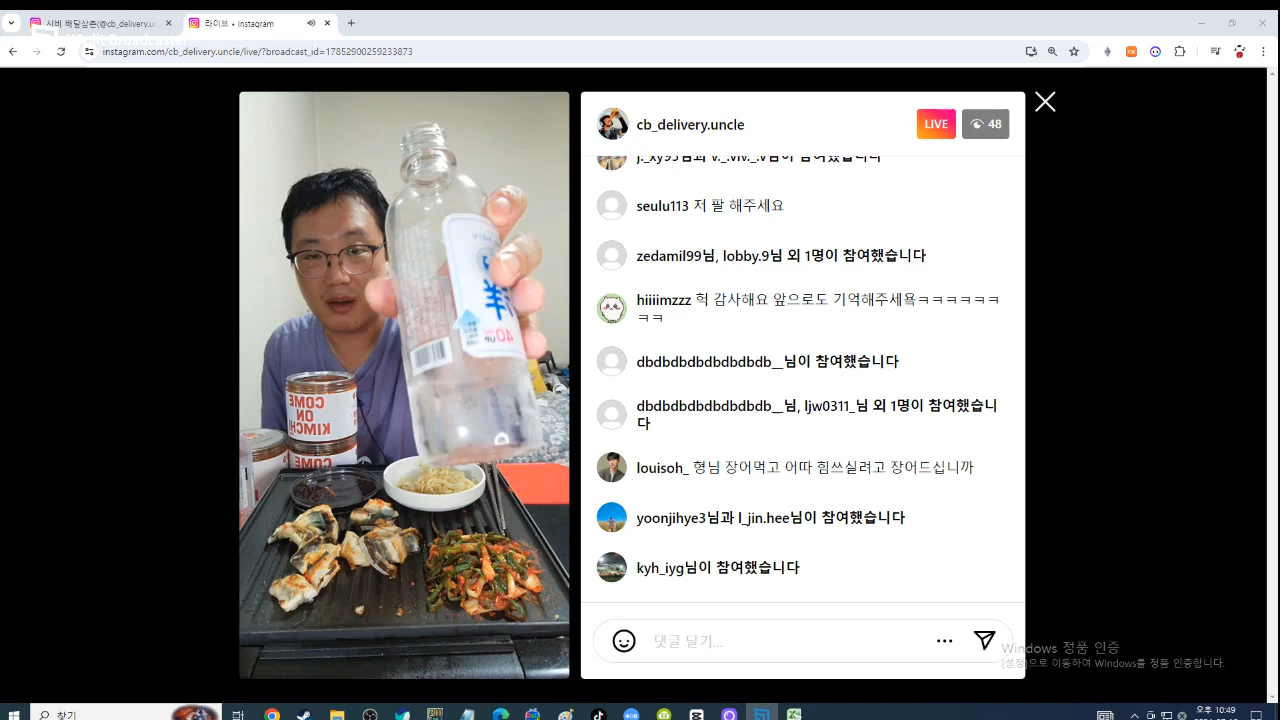 시바 배달삼촌(@cb_delivery.un
라이브 • Instagram
instagram.com/cb_delivery.uncle/live/?broadcast_id=17852900259233873
cb_delivery.uncle
LIVE
48
seulu113 저 팔 해주세요
zedamil99님, lobby.9님 외 1명이 참여했습니다
hiiiimzzz 헉 감사해요 앞으로도 기억해주세욕ㅋㅋㅋㅋㅋㅋ
ㅋㅋ
dbdbdbdbdbdbdbdb__님이 참여했습니다
dbdbdbdbdbdbdbdb__님, ljw0311_님 외 1명이 참여했습니
다
louisoh_ 형님 장어먹고 어따 힘쓰실려고 장어드십니까
yoonjihye3님과 l_jin.hee님이 참여했습니다
kyh_iyg님이 참여했습니다
댓글 달기...
COME
ON
KIMCHI
COME
40
Windows 정품 인증
[설정]으로 이동하여 Windows를 정품 인증합니다.
찾기
오후 10:49